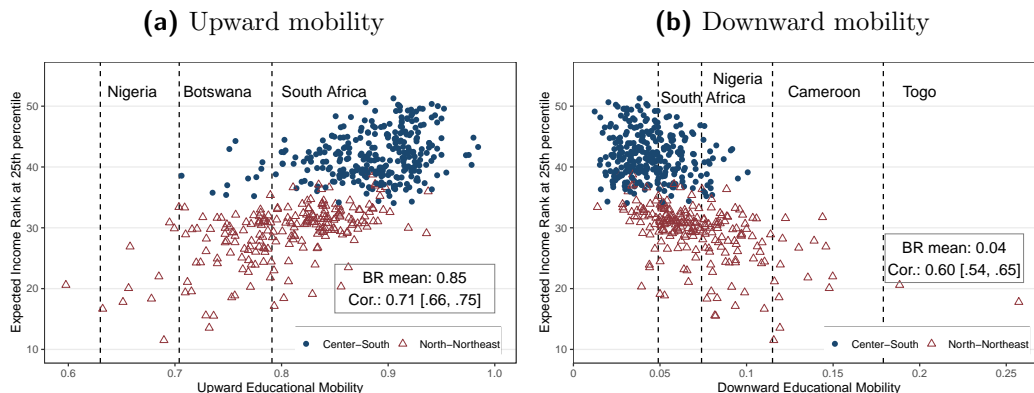 (a) Upward mobility
Nigeria Botswana South Africa
Expected Income Rank at 25th percentile
50
40
30
20
10
BR mean: 0.85
Cor.: 0.71 [.66, .75]
Center−South North−Northeast
0.6 0.7 0.8 0.9 1.0
Upward Educational Mobility
(b) Downward mobility
Nigeria
South Africa Cameroon Togo
Expected Income Rank at 25th percentile
50
40
30
20
10
BR mean: 0.04
Cor.: 0.60 [.54, .65]
Center−South North−Northeast
0 0.05 0.10 0.15 0.20 0.25
Downward Educational Mobility